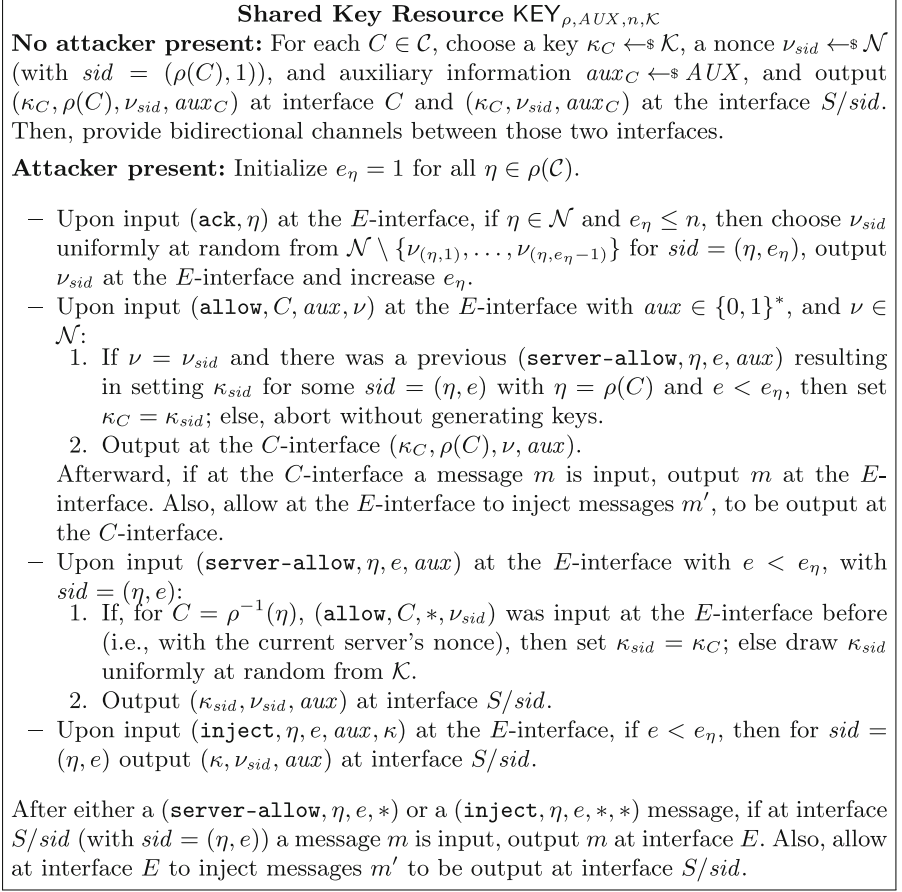 Shared Key Resource KEY_{ρ,AUX,n,𝒦}
No attacker present: For each C ∈ 𝒞, choose a key κ_C ←$ 𝒦, a nonce ν_{sid} ←$ 𝒩
(with sid = (ρ(C), 1)), and auxiliary information aux_C ←$ AUX, and output
(κ_C, ρ(C), ν_{sid}, aux_C) at interface C and (κ_C, ν_{sid}, aux_C) at the interface S/sid.
Then, provide bidirectional channels between those two interfaces.
Attacker present: Initialize e_η = 1 for all η ∈ ρ(𝒞).
– Upon input (ack, η) at the E-interface, if η ∈ 𝒩 and e_η ≤ n, then choose ν_{sid}
uniformly at random from 𝒩 \ {ν_{(η,1)}, . . . , ν_{(η,e_η−1)}} for sid = (η, e_η), output
ν_{sid} at the E-interface and increase e_η.
– Upon input (allow, C, aux, ν) at the E-interface with aux ∈ {0, 1}*, and ν ∈
𝒩:
1. If ν = ν_{sid} and there was a previous (server-allow, η, e, aux) resulting
in setting κ_{sid} for some sid = (η, e) with η = ρ(C) and e < e_η, then set
κ_C = κ_{sid}; else, abort without generating keys.
2. Output at the C-interface (κ_C, ρ(C), ν, aux).
Afterward, if at the C-interface a message m is input, output m at the E-
interface. Also, allow at the E-interface to inject messages m′, to be output at
the C-interface.
– Upon input (server-allow, η, e, aux) at the E-interface with e < e_η, with
sid = (η, e):
1. If, for C = ρ^{−1}(η), (allow, C, ∗, ν_{sid}) was input at the E-interface before
(i.e., with the current server's nonce), then set κ_{sid} = κ_C; else draw κ_{sid}
uniformly at random from 𝒦.
2. Output (κ_{sid}, ν_{sid}, aux) at interface S/sid.
– Upon input (inject, η, e, aux, κ) at the E-interface, if e < e_η, then for sid =
(η, e) output (κ, ν_{sid}, aux) at interface S/sid.
After either a (server-allow, η, e, ∗) or a (inject, η, e, ∗, ∗) message, if at interface
S/sid (with sid = (η, e)) a message m is input, output m at interface E. Also, allow
at interface E to inject messages m′ to be output at interface S/sid.